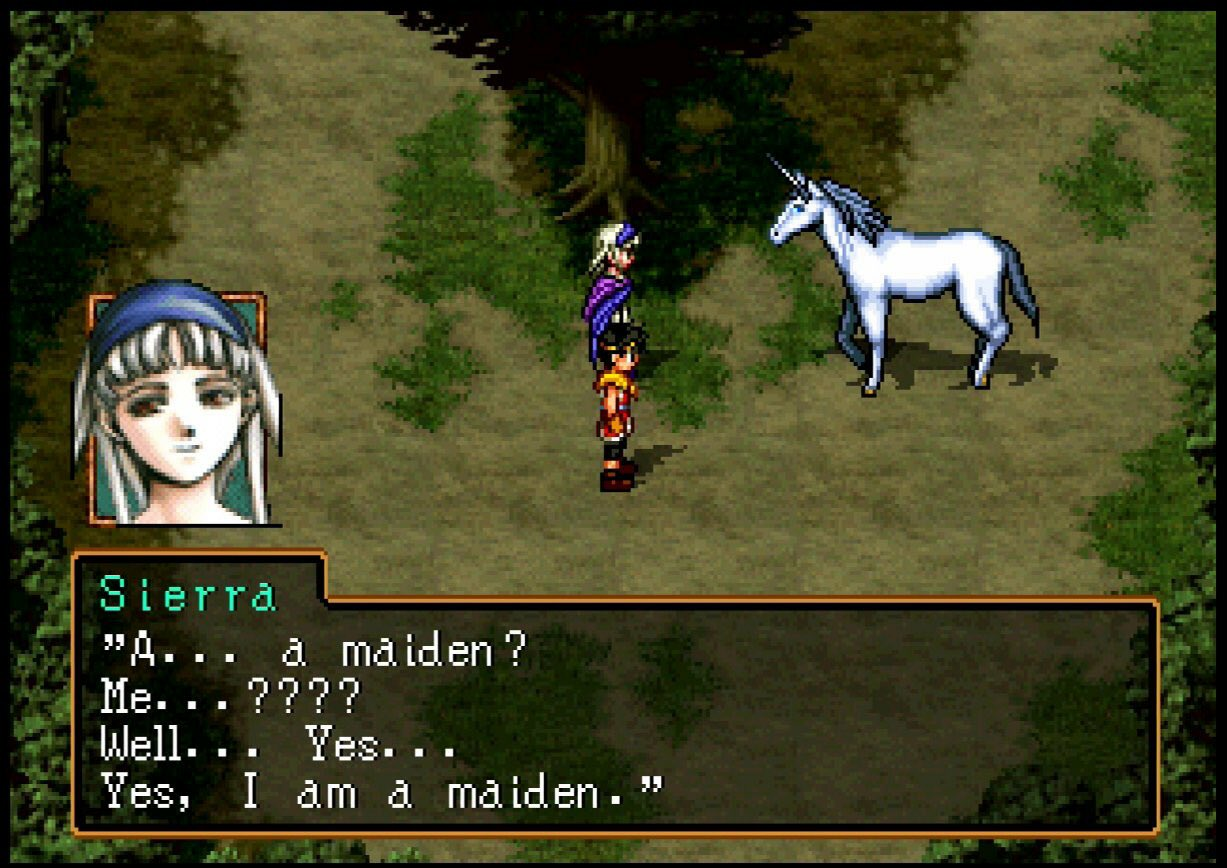 Sierra
"A... a maiden?
Me...????
Well... Yes...
Yes, I am a maiden."